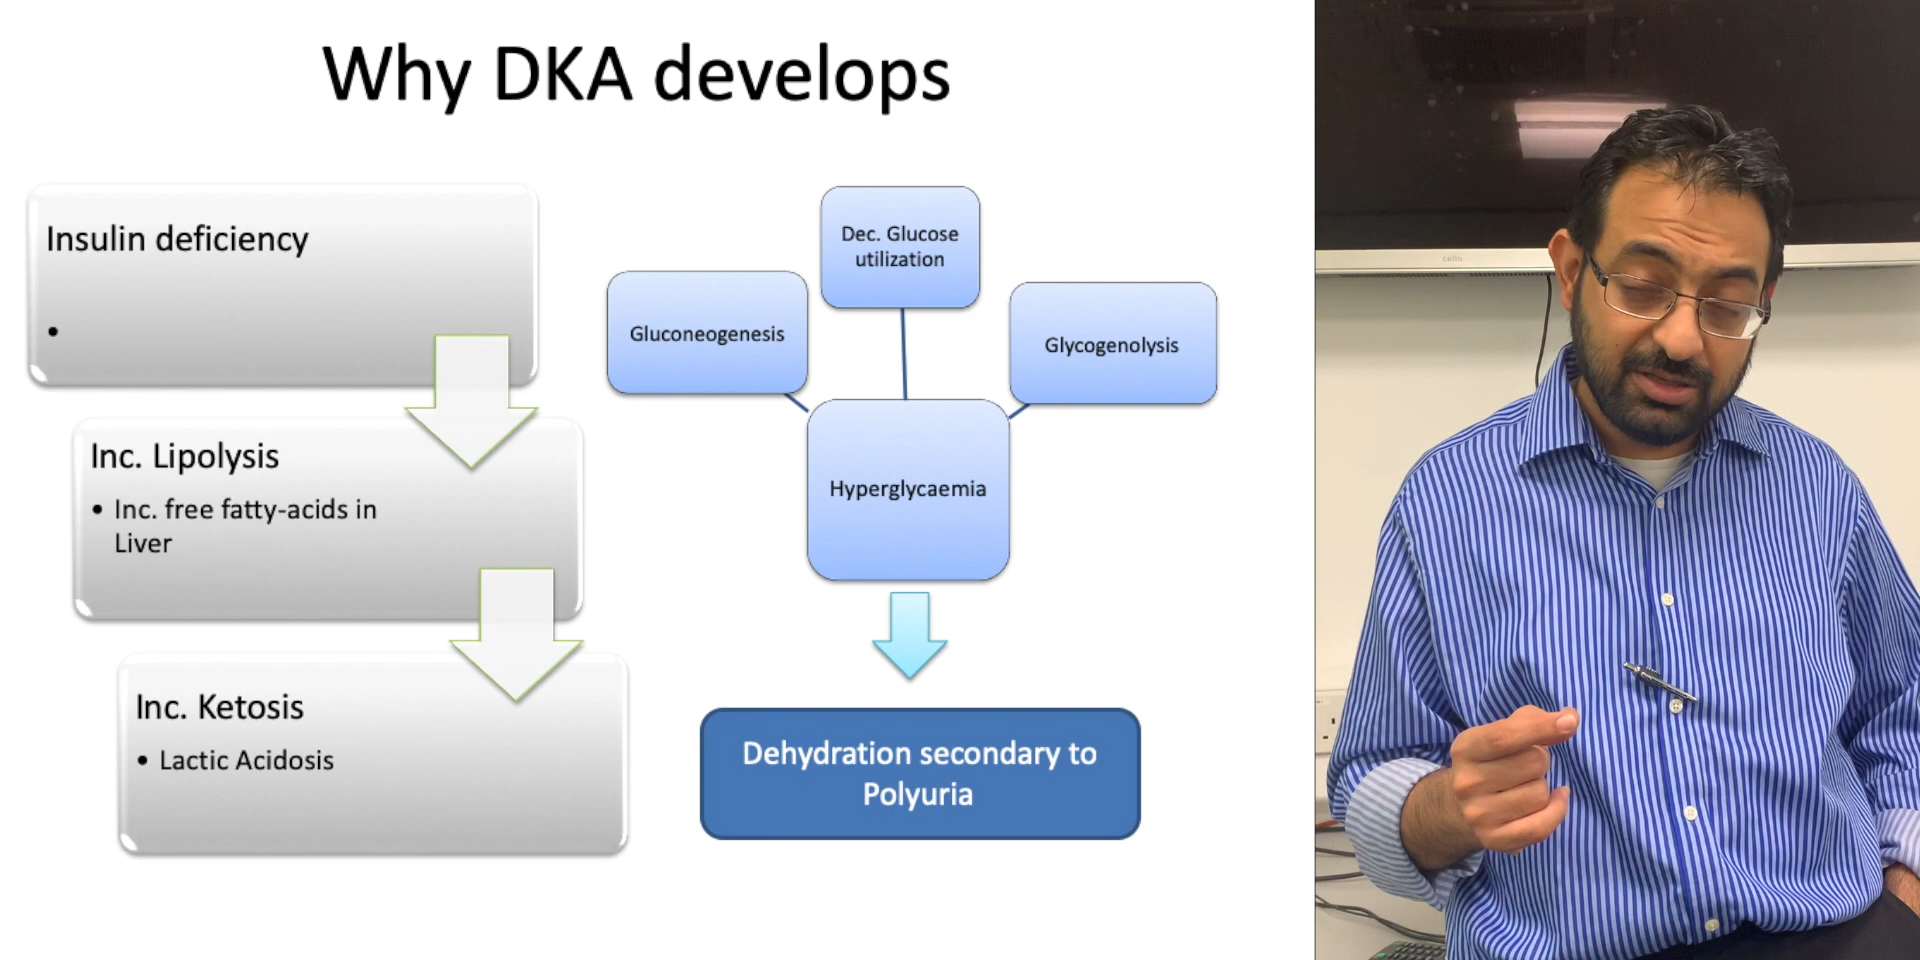 Why DKA develops
Insulin deficiency
•
Inc. Lipolysis
• Inc. free fatty-acids in
Liver
Inc. Ketosis
• Lactic Acidosis
Dec. Glucose
utilization
Gluconeogenesis
Glycogenolysis
Hyperglycaemia
Dehydration secondary to
Polyuria
cello